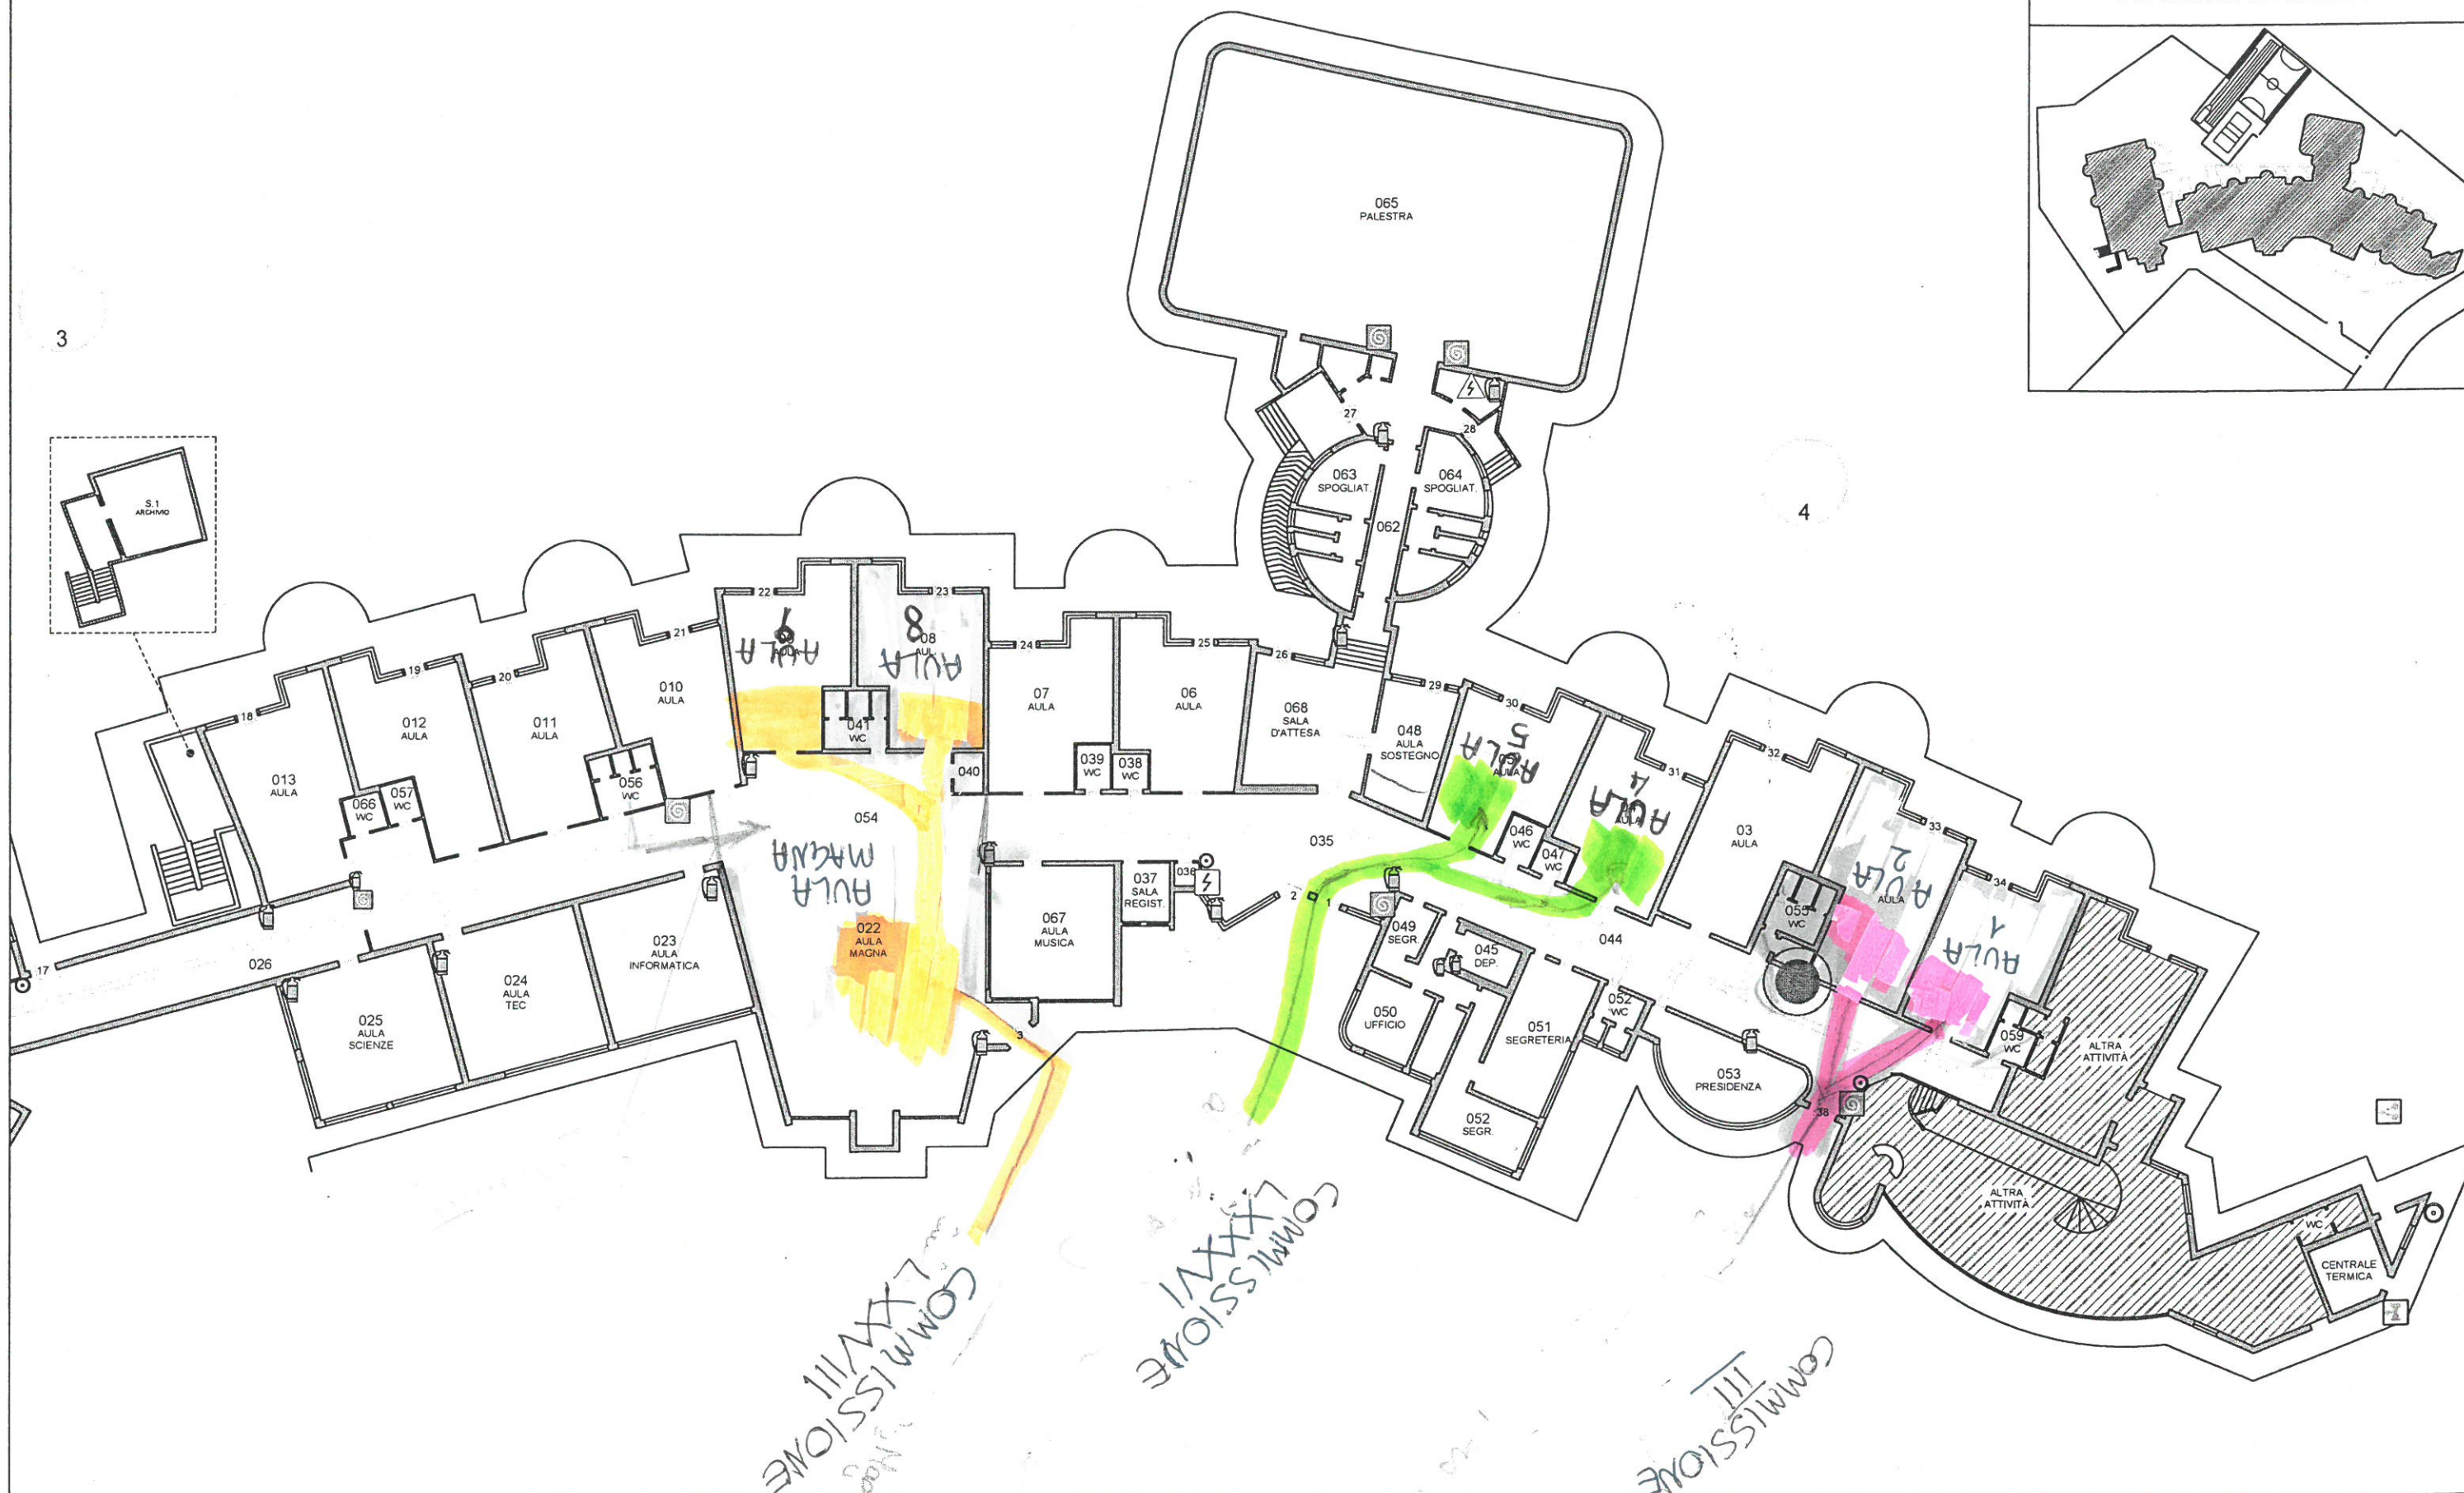 3
4
065
PALESTRA
27
28
063
SPOGLIAT.
064
SPOGLIAT.
062
S.1
ARCHIVIO
18
19
20
21
22
23
24
25
26
29
30
31
32
33
34
013
AULA
012
AULA
011
AULA
010
AULA
AULA
9
08
AUL
AULA
8
07
AULA
06
AULA
068
SALA
D'ATTESA
048
AULA
SOSTEGNO
AULA
5
AULA
AULA
4
AULA
03
AULA
AULA
2
AULA
AULA
1
066
WC
057
WC
056
WC
041
WC
040
039
WC
038
WC
046
WC
047
WC
055
WC
059
WC
054
AULA
MAGNA
022
AULA
MAGNA
035
037
SALA
REGIST.
036
067
AULA
MUSICA
2
1
3
17
026
025
AULA
SCIENZE
024
AULA
TEC
023
AULA
INFORMATICA
049
SEGR.
045
DEP.
044
050
UFFICIO
051
SEGRETERIA
052
WC
052
SEGR.
053
PRESIDENZA
38
ALTRA
ATTIVITÀ
ALTRA
ATTIVITÀ
WC
CENTRALE
TERMICA
COMMISSIONE
LXXVIII
COMMISSIONE
LXXXVI
COMMISSIONE
III